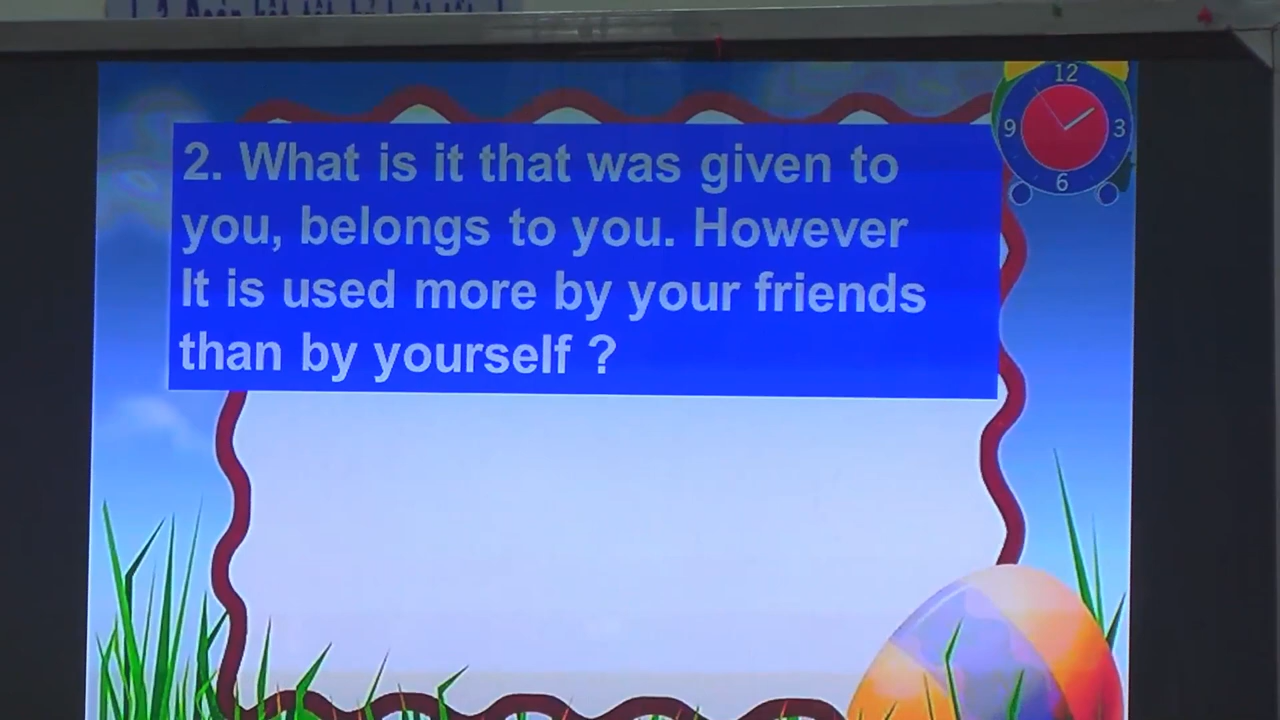 2. What is it that was given to
you, belongs to you. However
It is used more by your friends
than by yourself ?
12
9
3
6